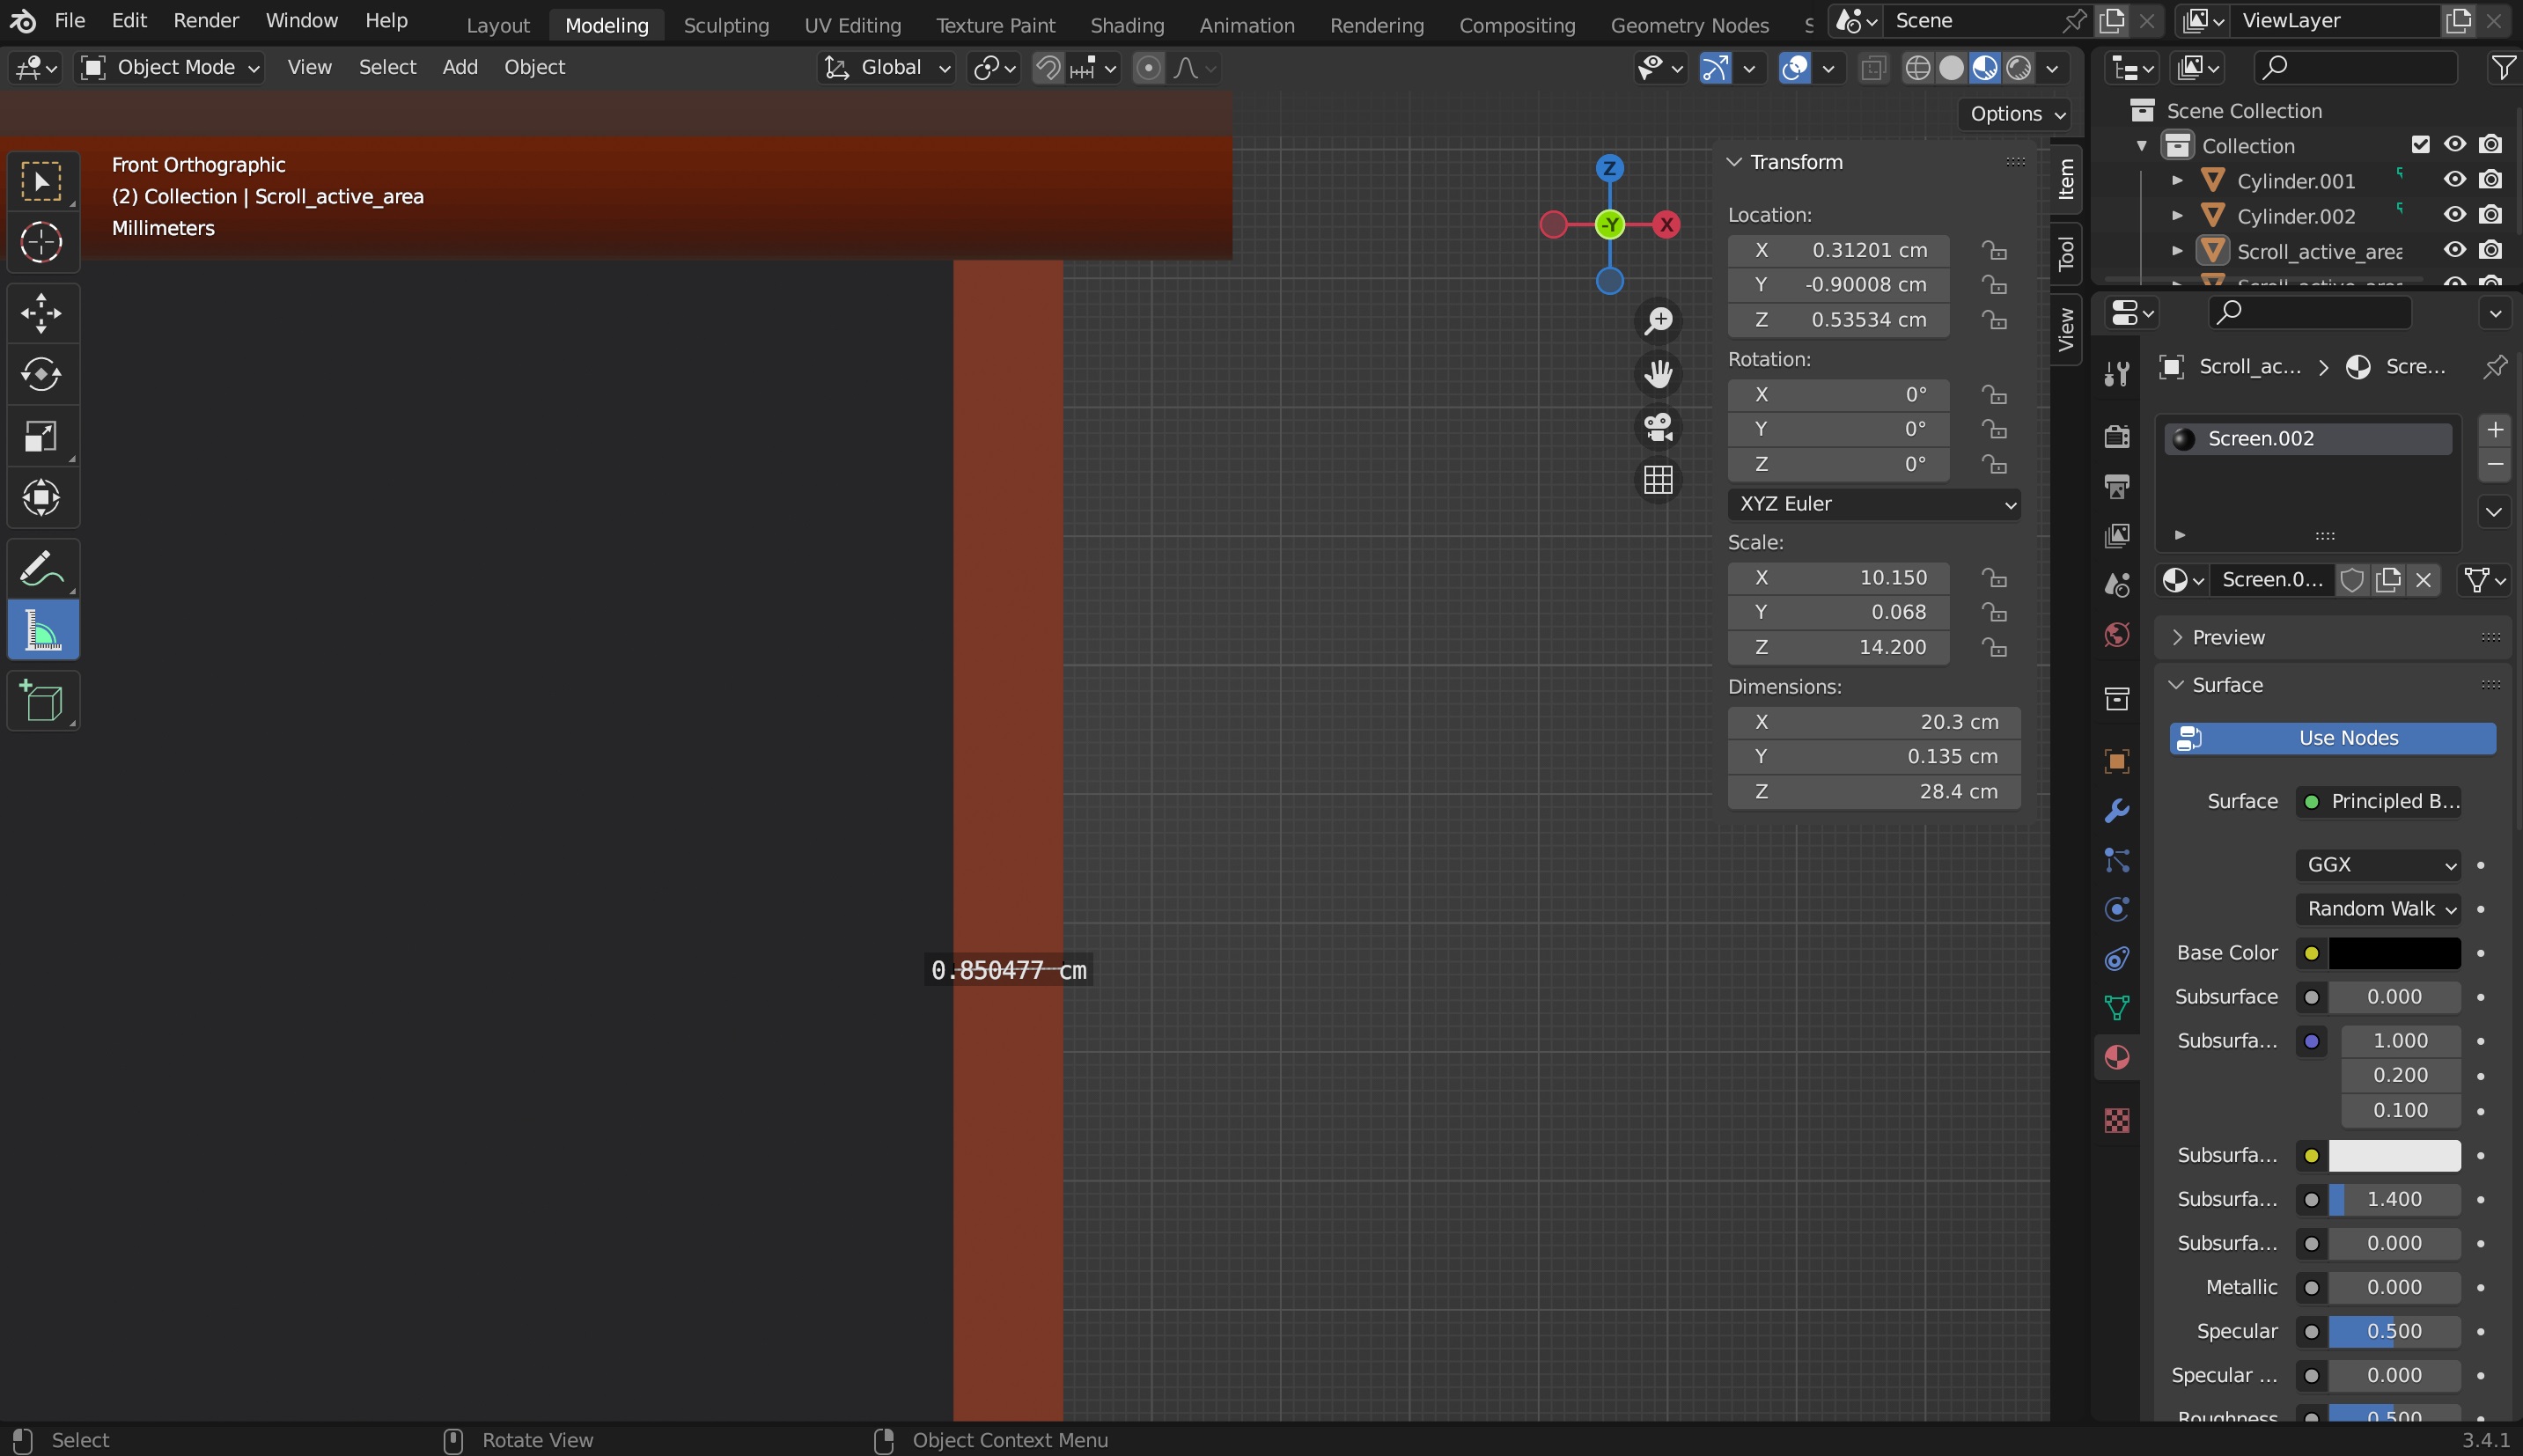 File Edit Render Window Help Layout Modeling Sculpting UV Editing Texture Paint Shading Animation Rendering Compositing Geometry Nodes Scene ViewLayer
Object Mode View Select Add Object Global
Options
Front Orthographic
(2) Collection | Scroll_active_area
Millimeters
Z
-Y
X
0.850477 cm
Transform
Location:
X 0.31201 cm
Y -0.90008 cm
Z 0.53534 cm
Rotation:
X 0°
Y 0°
Z 0°
XYZ Euler
Scale:
X 10.150
Y 0.068
Z 14.200
Dimensions:
X 20.3 cm
Y 0.135 cm
Z 28.4 cm
Item
Tool
View
Scene Collection
Collection
Cylinder.001
Cylinder.002
Scroll_active_area
Scroll_ac... Scre...
Screen.002
Screen.0...
Preview
Surface
Use Nodes
Surface Principled B...
GGX
Random Walk
Base Color
Subsurface 0.000
Subsurfa... 1.000
0.200
0.100
Subsurfa...
Subsurfa... 1.400
Subsurfa... 0.000
Metallic 0.000
Specular 0.500
Specular ... 0.000
Roughness 0.500
Select Rotate View Object Context Menu 3.4.1